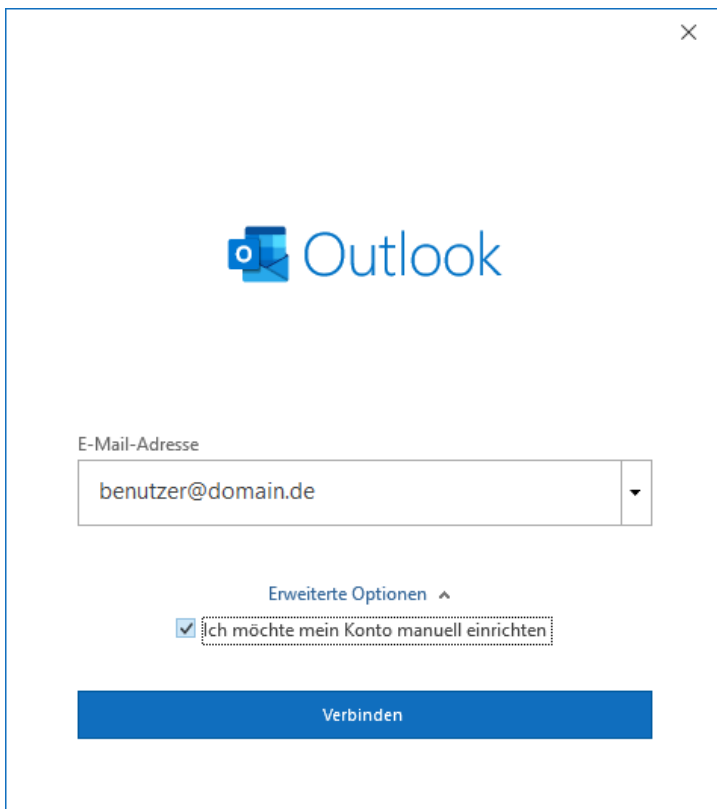 Outlook
E-Mail-Adresse
benutzer@domain.de
Erweiterte Optionen
Ich möchte mein Konto manuell einrichten
Verbinden